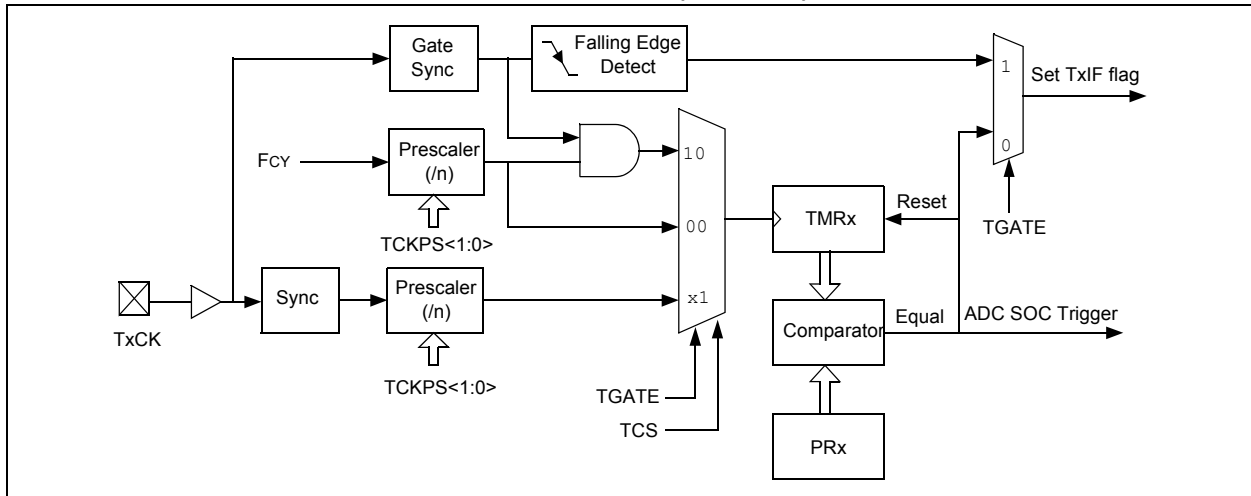 Gate
Sync
Falling Edge
Detect
1
Set TxIF flag
0
FCY
Prescaler
(/n)
10
TCKPS<1:0>
00
TMRx
Reset
TGATE
TxCK
Sync
Prescaler
(/n)
x1
Comparator
Equal
ADC SOC Trigger
TCKPS<1:0>
TGATE
TCS
PRx